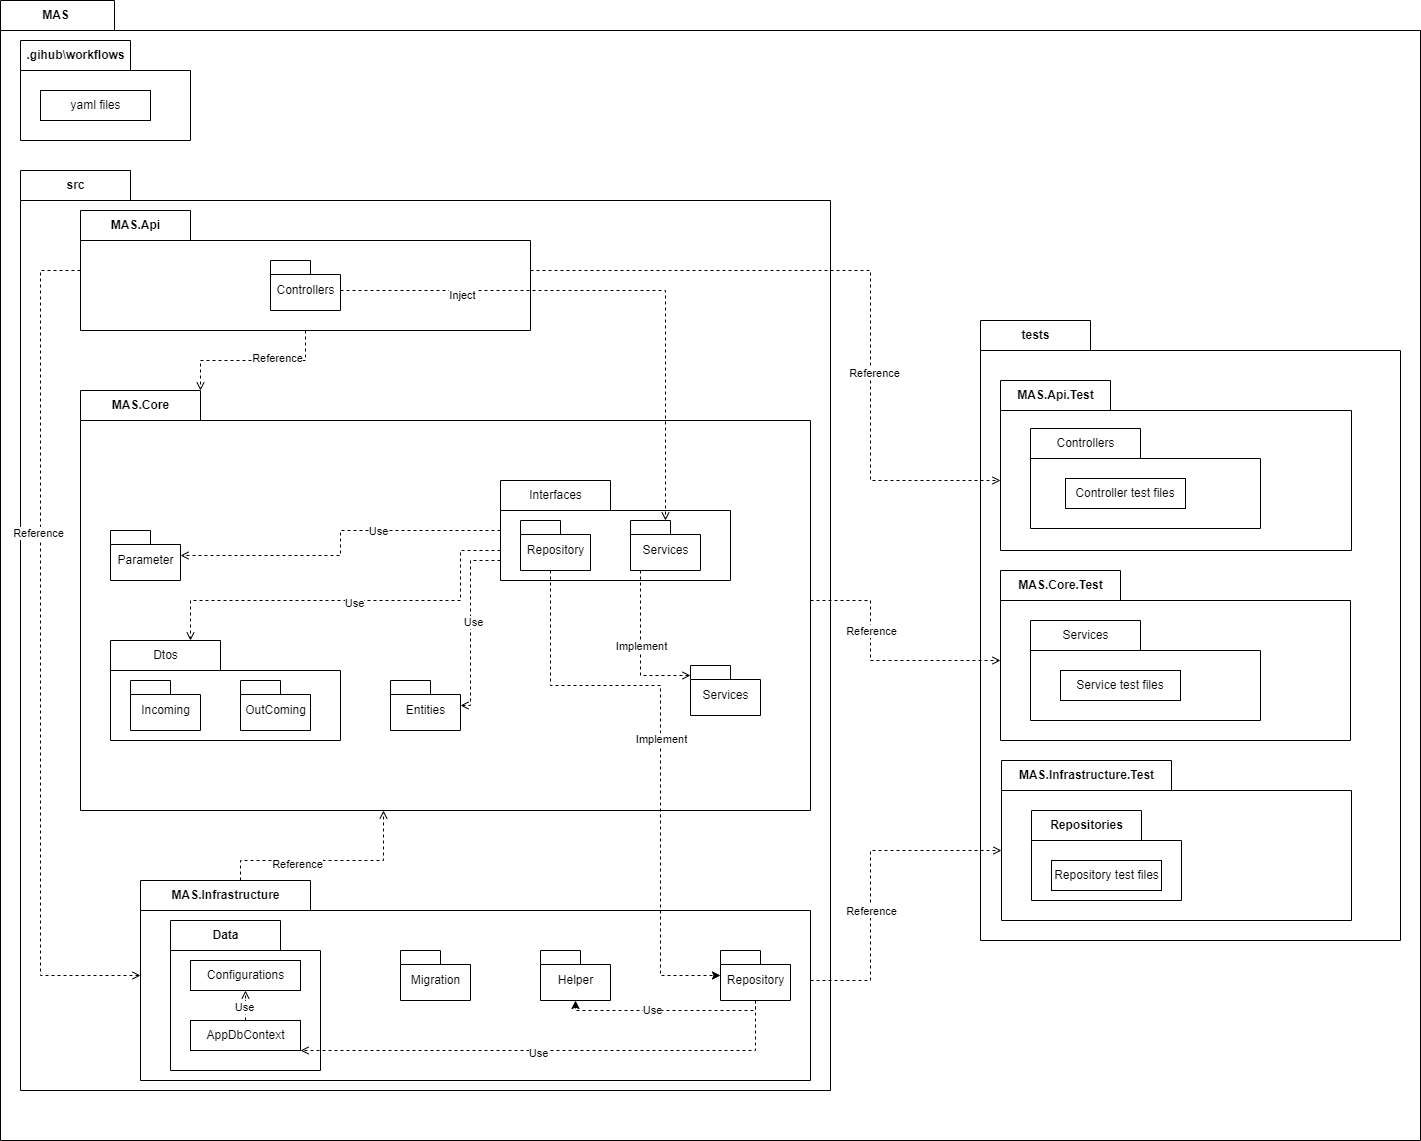 MAS
.gihub\workflows
yaml files
src
MAS.Api
Controllers
Inject
Reference
Reference
Reference
MAS.Core
Interfaces
Repository
Services
Use
Parameter
Use
Use
Dtos
Incoming
OutComing
Entities
Implement
Services
Implement
Reference
Reference
MAS.Infrastructure
Data
Configurations
Use
AppDbContext
Migration
Helper
Repository
Use
Use
Reference
tests
MAS.Api.Test
Controllers
Controller test files
MAS.Core.Test
Services
Service test files
MAS.Infrastructure.Test
Repositories
Repository test files